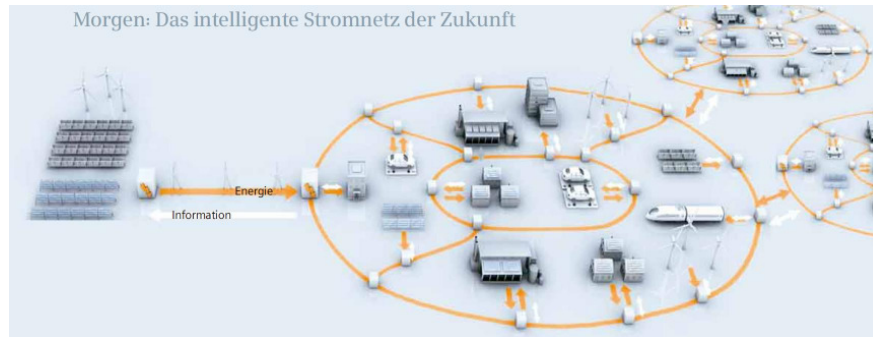 Morgen: Das intelligente Stromnetz der Zukunft
Energie
Information